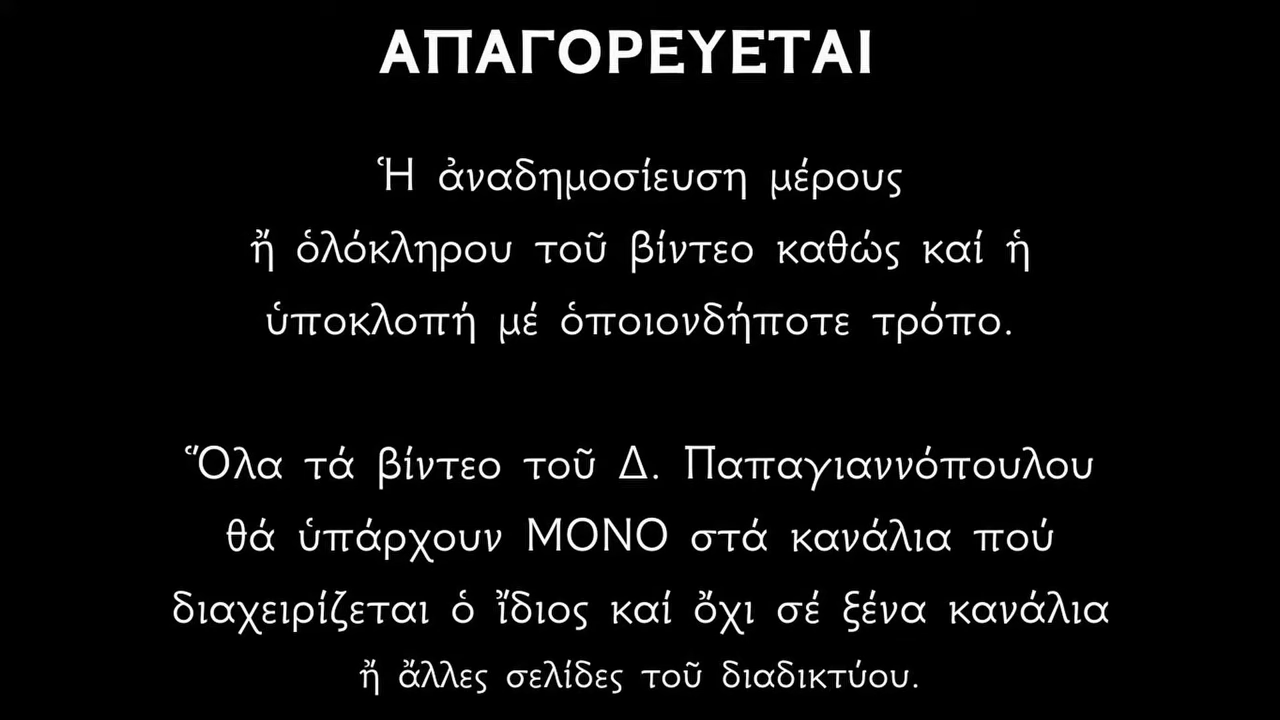 ΑΠΑΓΟΡΕΥΕΤΑΙ
Ἡ ἀναδημοσίευση μέρους
ἤ ὁλόκληρου τοῦ βίντεο καθώς καί ἡ
ὑποκλοπή μέ ὁποιονδήποτε τρόπο.
Ὅλα τά βίντεο τοῦ Δ. Παπαγιαννόπουλου
θά ὑπάρχουν ΜΟΝΟ στά κανάλια πού
διαχειρίζεται ὁ ἴδιος καί ὄχι σέ ξένα κανάλια
ἤ ἄλλες σελίδες τοῦ διαδικτύου.